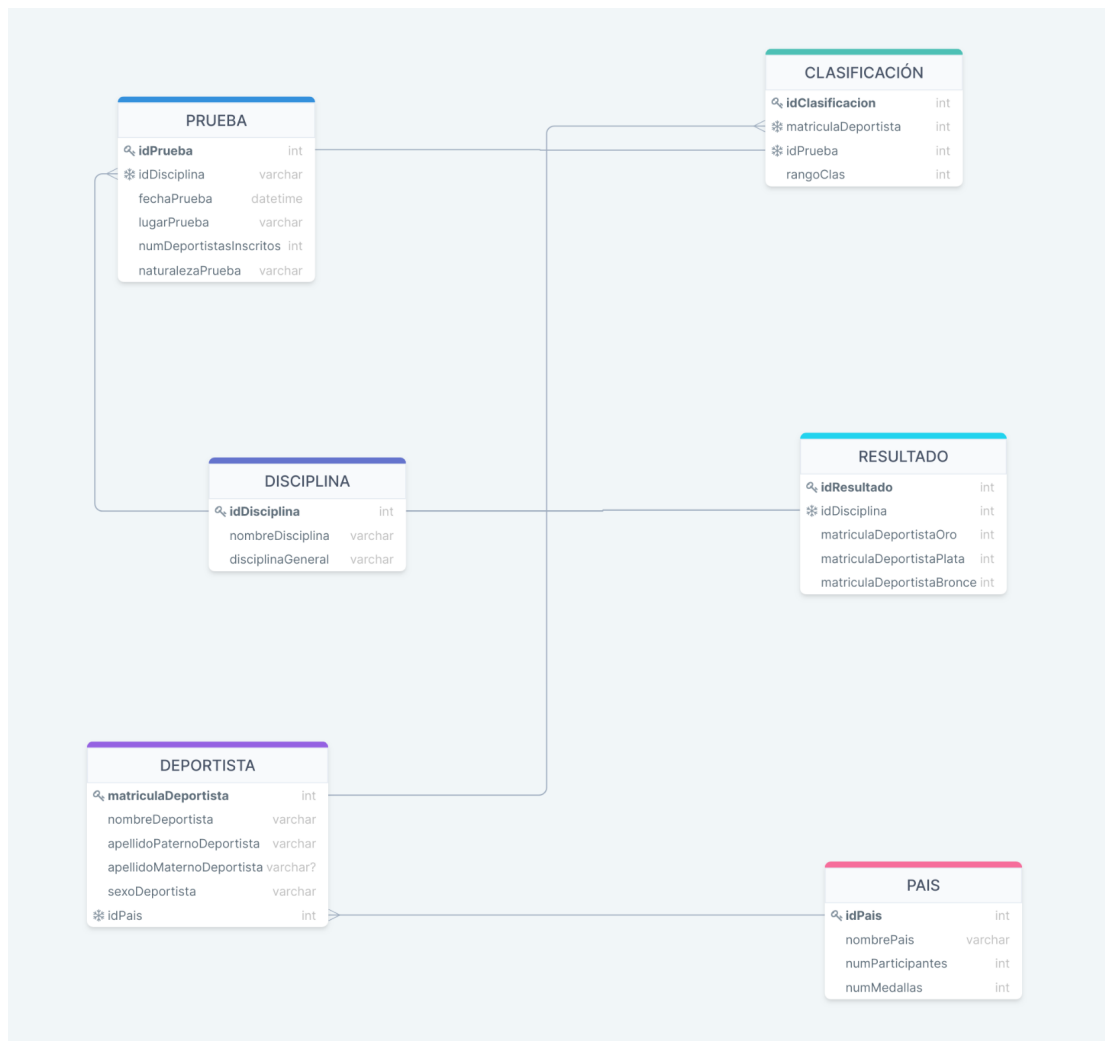 CLASIFICACIÓN
idClasificacion int
matriculaDeportista int
idPrueba int
rangoClas int
PRUEBA
idPrueba int
idDisciplina varchar
fechaPrueba datetime
lugarPrueba varchar
numDeportistasInscritos int
naturalezaPrueba varchar
RESULTADO
idResultado int
idDisciplina int
matriculaDeportistaOro int
matriculaDeportistaPlata int
matriculaDeportistaBronce int
DISCIPLINA
idDisciplina int
nombreDisciplina varchar
disciplinaGeneral varchar
DEPORTISTA
matriculaDeportista int
nombreDeportista varchar
apellidoPaternoDeportista varchar
apellidoMaternoDeportista varchar?
sexoDeportista varchar
idPais int
PAIS
idPais int
nombrePais varchar
numParticipantes int
numMedallas int